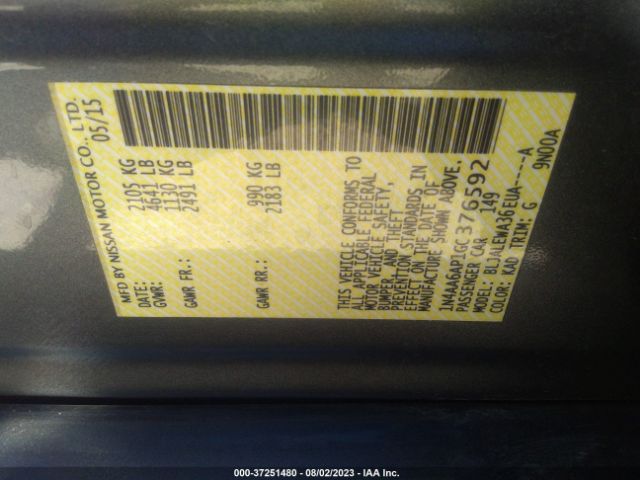 MFD BY NISSAN MOTOR CO., LTD.
DATE: 05/15
GVWR: 2105 KG
4641 LB
GAWR FR.: 1130 KG
2491 LB
GAWR RR.: 990 KG
2183 LB
THIS VEHICLE CONFORMS TO
ALL APPLICABLE FEDERAL
MOTOR VEHICLE SAFETY,
BUMPER, AND THEFT
PREVENTION STANDARDS IN
EFFECT ON THE DATE OF
MANUFACTURE SHOWN ABOVE.
1N4AA6AP1GC376592
PASSENGER CAR 149
MODEL: BLJALEWA36EUA----A
COLOR: KAD TRIM: G 9N00A
000-37251480 - 08/02/2023 - IAA Inc.